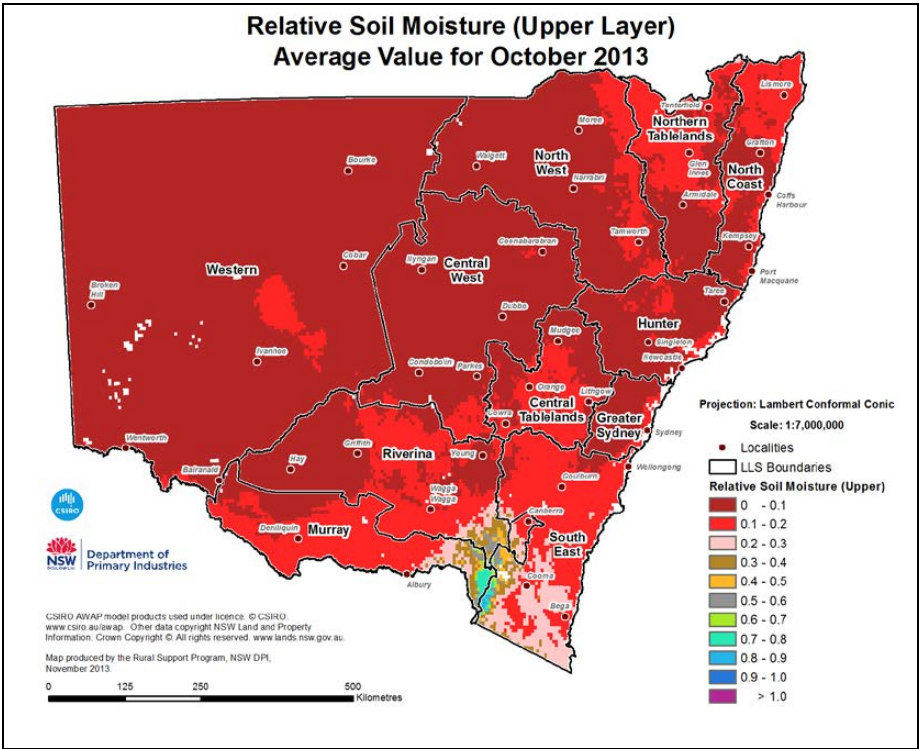 Relative Soil Moisture (Upper Layer)
Average Value for October 2013
Lismore
Tenterfield
Northern
Tablelands
Moree
Grafton
Bourke
Walgett
North
West
Glen
Innes
North
Coast
Narrabri
Armidale
Coffs
Harbour
Tamworth
Kempsey
Coonabarabran
Cobar
Nyngan
Western
Central
West
Port
Macquarie
Broken
Hill
Taree
Dubbo
Hunter
Mudgee
Singleton
Ivanhoe
Newcastle
Condobolin
Parkes
Orange
Lithgow
Central
Tablelands
Cowra
Greater
Sydney
Sydney
Wentworth
Griffith
Hay
Riverina
Young
Balranald
Wollongong
Goulburn
Wagga
Wagga
Canberra
Deniliquin
Murray
South
East
Albury
Cooma
Bega
Projection: Lambert Conformal Conic
Scale: 1:7,000,000
Localities
LLS Boundaries
Relative Soil Moisture (Upper)
0 - 0.1
0.1 - 0.2
0.2 - 0.3
0.3 - 0.4
0.4 - 0.5
0.5 - 0.6
0.6 - 0.7
0.7 - 0.8
0.8 - 0.9
0.9 - 1.0
> 1.0
CSIRO
NSW
Department of
Primary Industries
CSIRO AWAP model products used under licence. © CSIRO.
www.csiro.au/awap. Other data copyright NSW Land and Property
Information. Crown Copyright © All rights reserved. www.lands.nsw.gov.au.
Map produced by the Rural Support Program, NSW DPI,
November 2013.
0 125 250 500
Kilometres